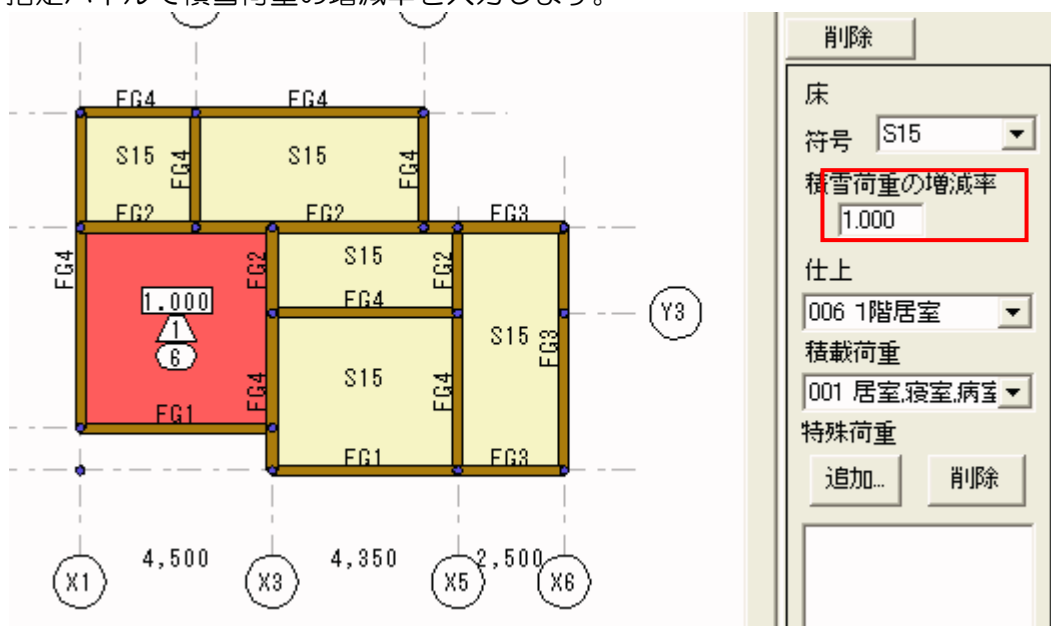 指定パネルで積雪荷重の増減率を入力します。
削除
床
符号 S15
積雪荷重の増減率
1.000
仕上
006 1階居室
積載荷重
001 居室,寝室,病室
特殊荷重
追加... 削除
FG4 FG4
S15 FG4 S15 FG4
FG2 FG2 FG3
FG4 FG2 S15 FG2
1.000 FG4
1 S15 FG3 Y3
6
FG4 S15 FG4
FG1
FG1 FG3
4,500 4,350 2,500
X1 X3 X5 X6